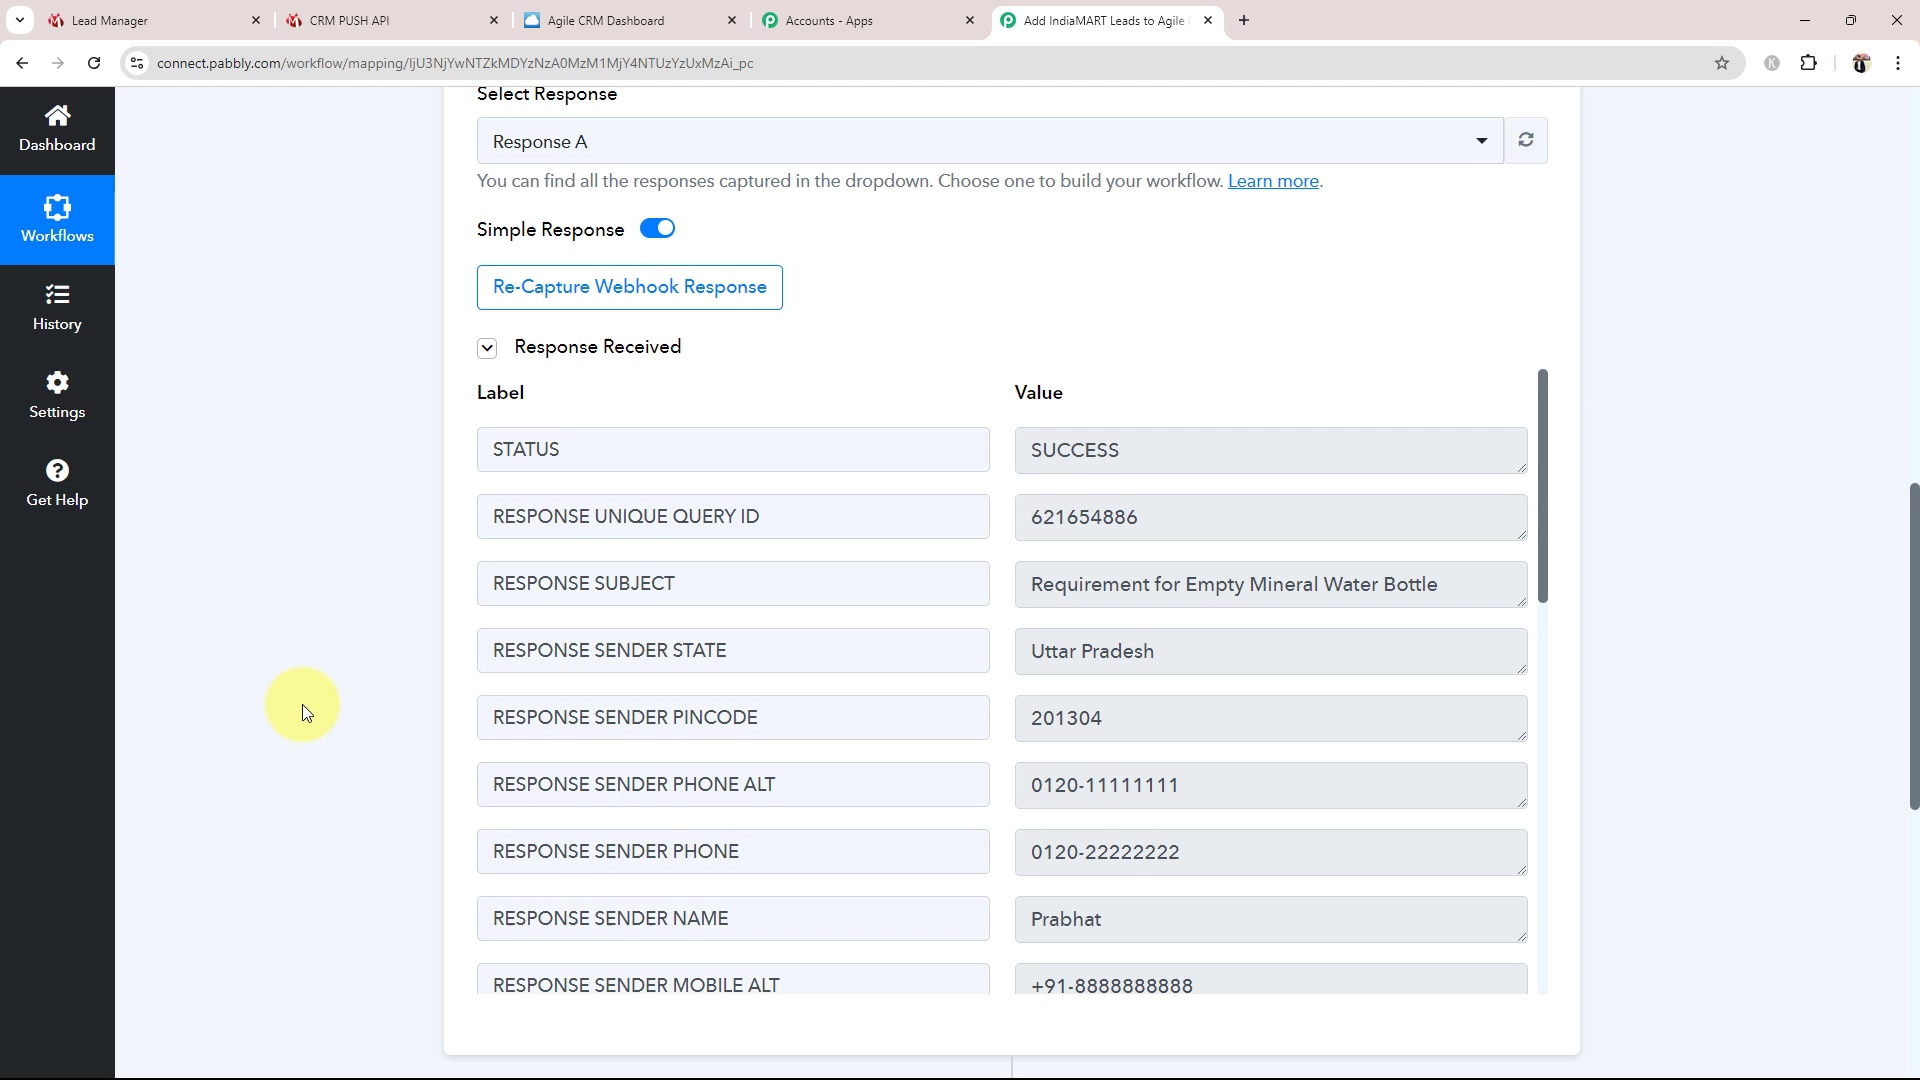 Lead Manager
CRM PUSH API
Agile CRM Dashboard
Accounts - Apps
Add IndiaMART Leads to Agile
connect.pabbly.com/workflow/mapping/IjU3NjYwNTZkMDYzNzA0MzM1MjY4NTUzYzUxMzAi_pc
K
Dashboard
Workflows
History
Settings
Get Help
Select Response
Response A
You can find all the responses captured in the dropdown. Choose one to build your workflow. Learn more.
Simple Response
Re-Capture Webhook Response
Response Received
Label Value
STATUS SUCCESS
RESPONSE UNIQUE QUERY ID 621654886
RESPONSE SUBJECT Requirement for Empty Mineral Water Bottle
RESPONSE SENDER STATE Uttar Pradesh
RESPONSE SENDER PINCODE 201304
RESPONSE SENDER PHONE ALT 0120-11111111
RESPONSE SENDER PHONE 0120-22222222
RESPONSE SENDER NAME Prabhat
RESPONSE SENDER MOBILE ALT +91-8888888888